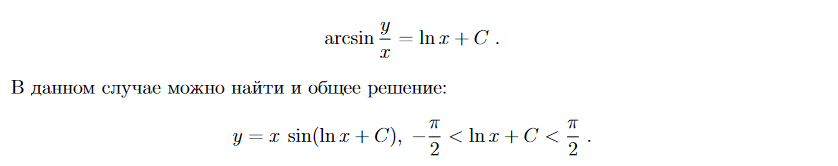 arcsin y/x = ln x + C .
В данном случае можно найти и общее решение:
y = x sin(ln x + C), −π/2 < ln x + C < π/2 .